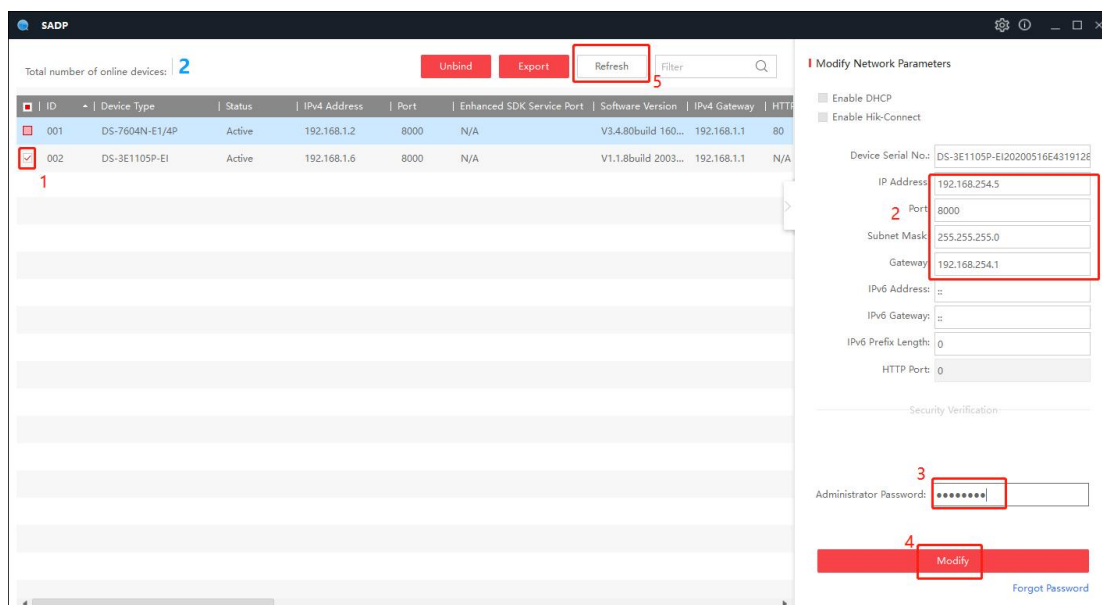 SADP
Total number of online devices: 2
Unbind
Export
Refresh
5
Filter
Modify Network Parameters
Enable DHCP
Enable Hik-Connect
ID | Device Type | Status | IPv4 Address | Port | Enhanced SDK Service Port | Software Version | IPv4 Gateway | HTTP
001 DS-7604N-E1/4P Active 192.168.1.2 8000 N/A V3.4.80build 160... 192.168.1.1 80
002 DS-3E1105P-EI Active 192.168.1.6 8000 N/A V1.1.8build 2003... 192.168.1.1 N/A
1
Device Serial No.: DS-3E1105P-EI20200516E4319128
IP Address 192.168.254.5
2
Port 8000
Subnet Mask 255.255.255.0
Gateway 192.168.254.1
IPv6 Address: ::
IPv6 Gateway: ::
IPv6 Prefix Length: 0
HTTP Port: 0
Security Verification
3
Administrator Password: ●●●●●●●●
4
Modify
Forgot Password